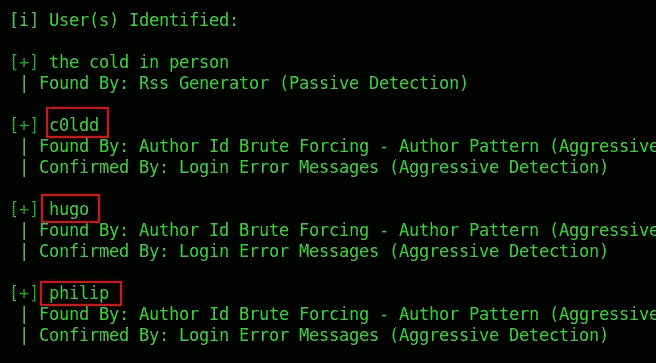 [i] User(s) Identified:
[+] the cold in person
| Found By: Rss Generator (Passive Detection)
[+] c0ldd
| Found By: Author Id Brute Forcing - Author Pattern (Aggressive
| Confirmed By: Login Error Messages (Aggressive Detection)
[+] hugo
| Found By: Author Id Brute Forcing - Author Pattern (Aggressive
| Confirmed By: Login Error Messages (Aggressive Detection)
[+] philip
| Found By: Author Id Brute Forcing - Author Pattern (Aggressive
| Confirmed By: Login Error Messages (Aggressive Detection)